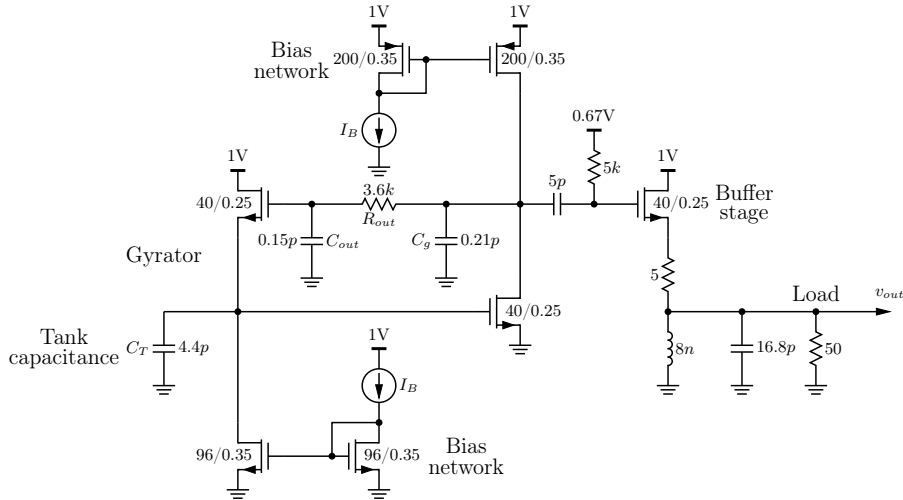 1V
1V
Bias
network
200/0.35
200/0.35
0.67V
I_B
1V
3.6k
5p
5k
1V
40/0.25
R_out
40/0.25
Buffer
stage
0.15p
C_out
C_g
0.21p
Gyrator
5
40/0.25
Load
v_out
Tank
capacitance
C_T
4.4p
1V
8n
16.8p
50
I_B
96/0.35
96/0.35
Bias
network